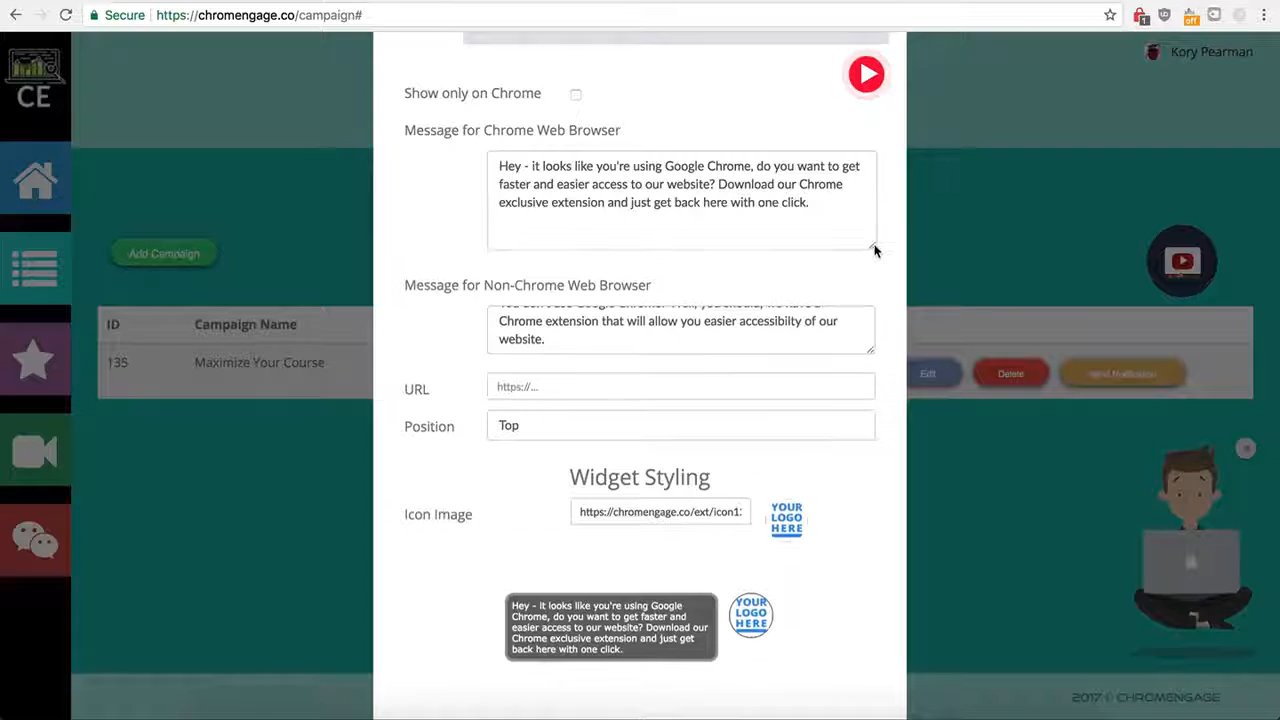 Secure https://chromengage.co/campaign#
1
off
CE
Kory Pearman
Show only on Chrome
Message for Chrome Web Browser
Hey - it looks like you're using Google Chrome, do you want to get
faster and easier access to our website? Download our Chrome
exclusive extension and just get back here with one click.
Add Campaign
Message for Non-Chrome Web Browser
Chrome extension that will allow you easier accessibilty of our
website.
ID Campaign Name
135 Maximize Your Course
Edit Delete Send Notification
URL https://...
Position Top
Widget Styling
Icon Image https://chromengage.co/ext/icon1:
YOUR
LOGO
HERE
Hey - it looks like you're using Google
Chrome, do you want to get faster and
easier access to our website? Download our
Chrome exclusive extension and just get
back here with one click.
YOUR
LOGO
HERE
2017 © CHROMENGAGE